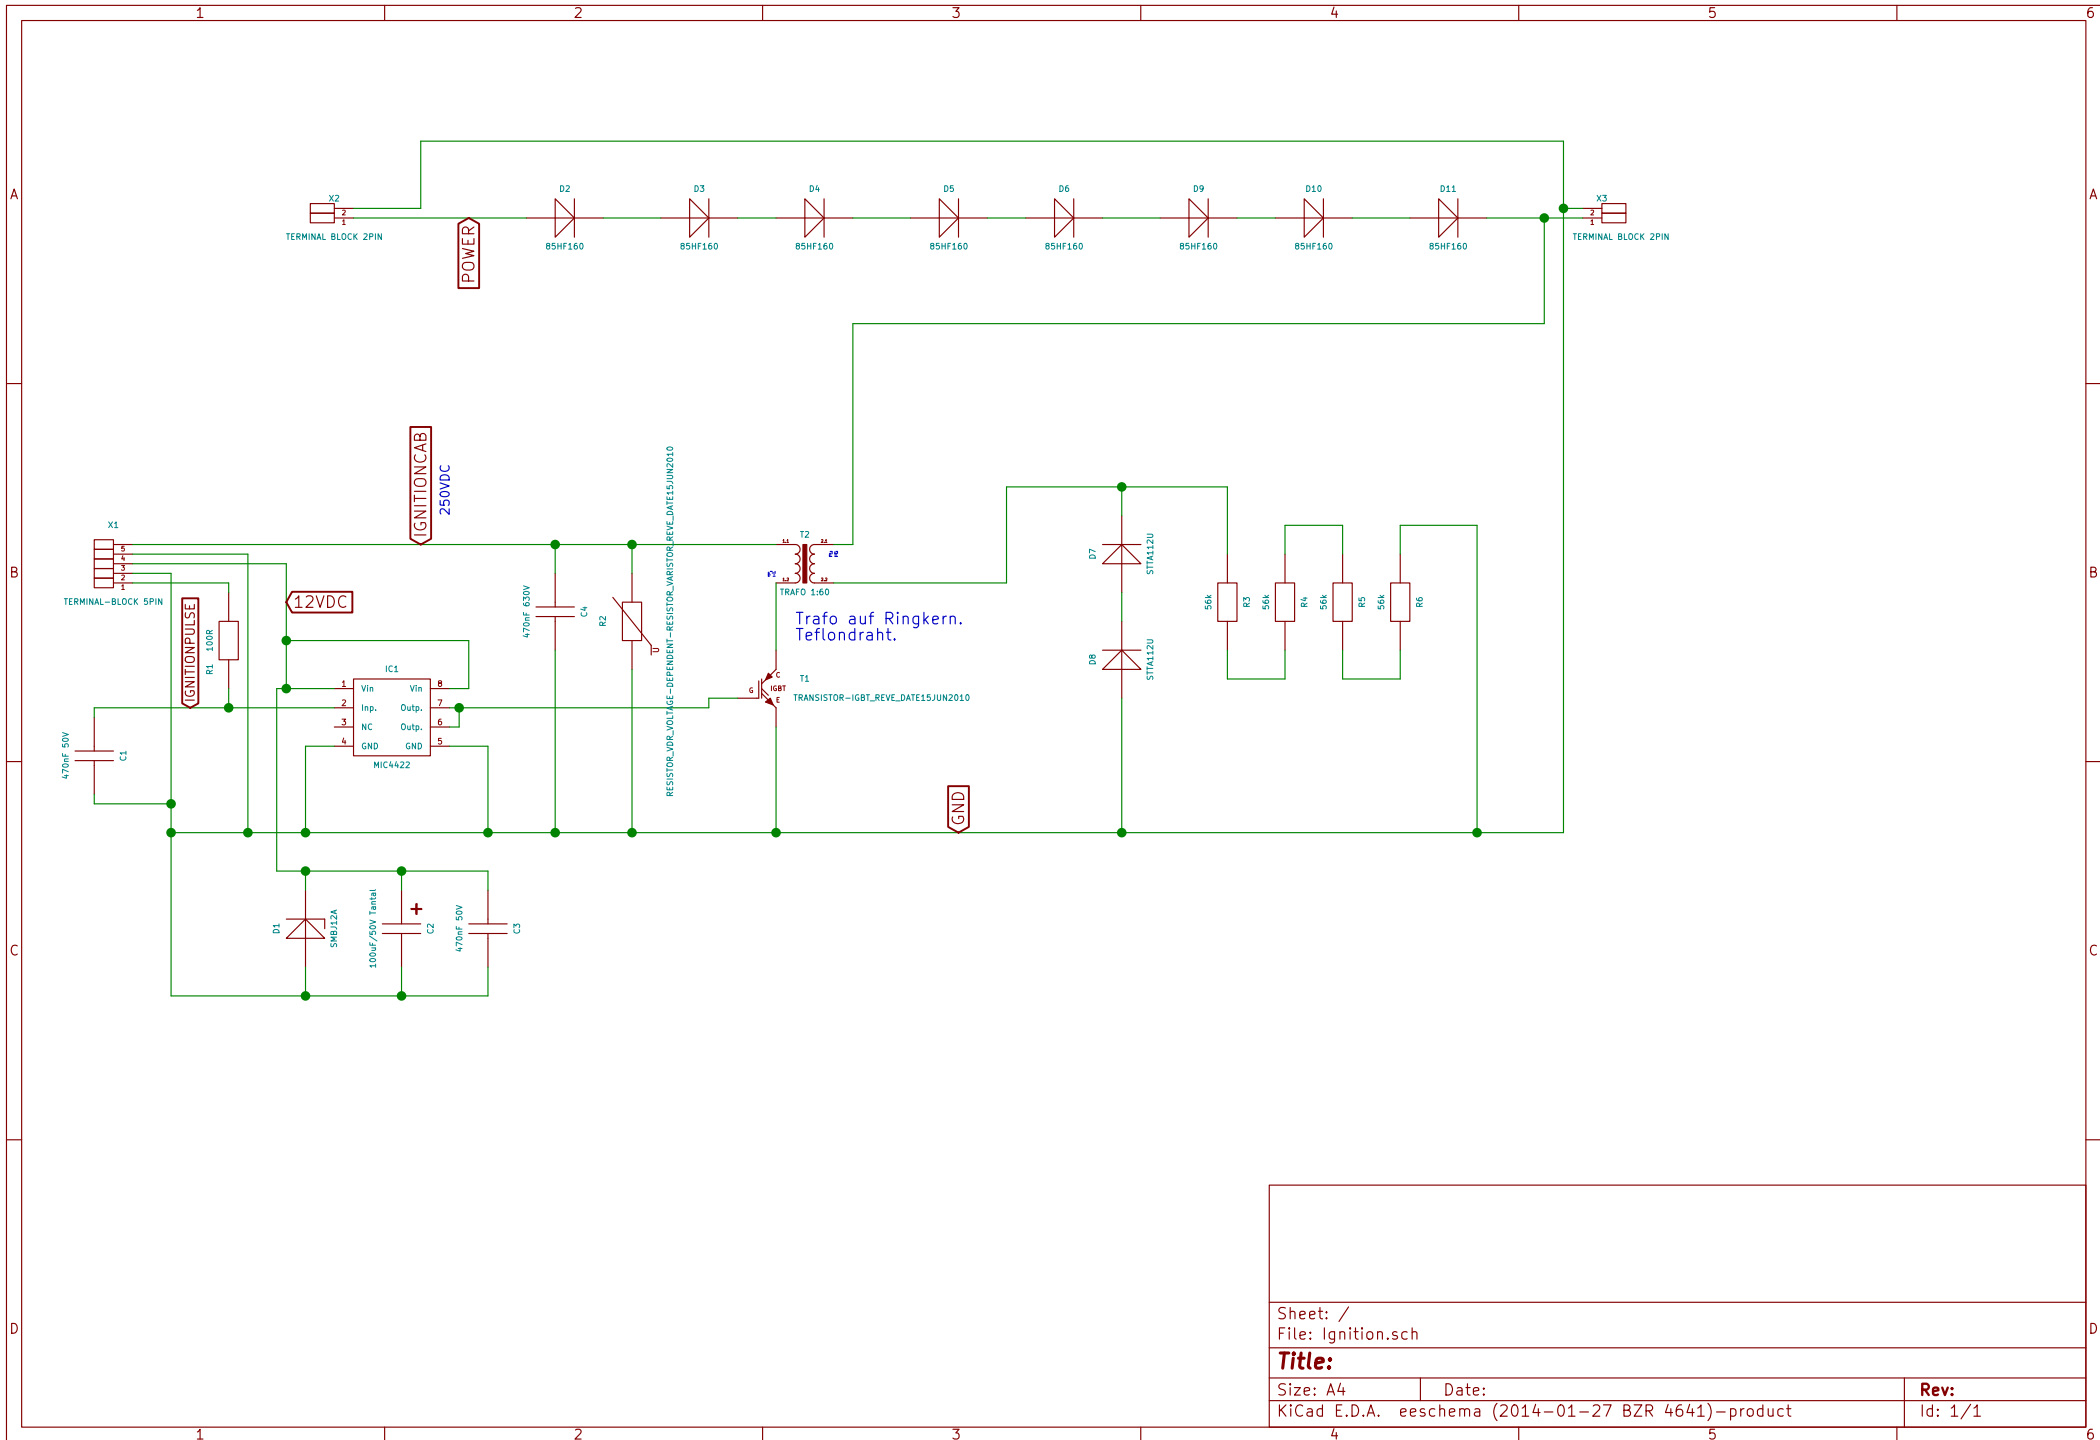 1 2 3 4 5 6
A A
B B
C C
D D
X2
2
1
TERMINAL BLOCK 2PIN
POWER
D2
85HF160
D3
85HF160
D4
85HF160
D5
85HF160
D6
85HF160
D9
85HF160
D10
85HF160
D11
85HF160
X3
2
1
TERMINAL BLOCK 2PIN
IGNITIONCAB
250VDC
X1
5
4
3
2
1
TERMINAL-BLOCK 5PIN
IGNITIONPULSE
R1 100R
12VDC
470nF 50V
C1
IC1
1 Vin Vin 8
2 Inp. Outp. 7
3 NC Outp. 6
4 GND GND 5
MIC4422
470nF 630V
C4
R2
U
RESISTOR_VDR_VOLTAGE-DEPENDENT-RESISTOR_VARISTOR_REVE_DATE15JUN2010
T2
TRAFO 1:60
Trafo auf Ringkern.
Teflondraht.
T1
G
C
IGBT
E
TRANSISTOR-IGBT_REVE_DATE15JUN2010
GND
D7
STTA112U
D8
STTA112U
56k
R3
56k
R4
56k
R5
56k
R6
D1
SMBJ12A
100uF/50V Tantal
+
C2
470nF 50V
C3
Sheet: /
File: Ignition.sch
Title:
Size: A4 Date: Rev:
KiCad E.D.A. eeschema (2014-01-27 BZR 4641)-product Id: 1/1
1 2 3 4 5 6